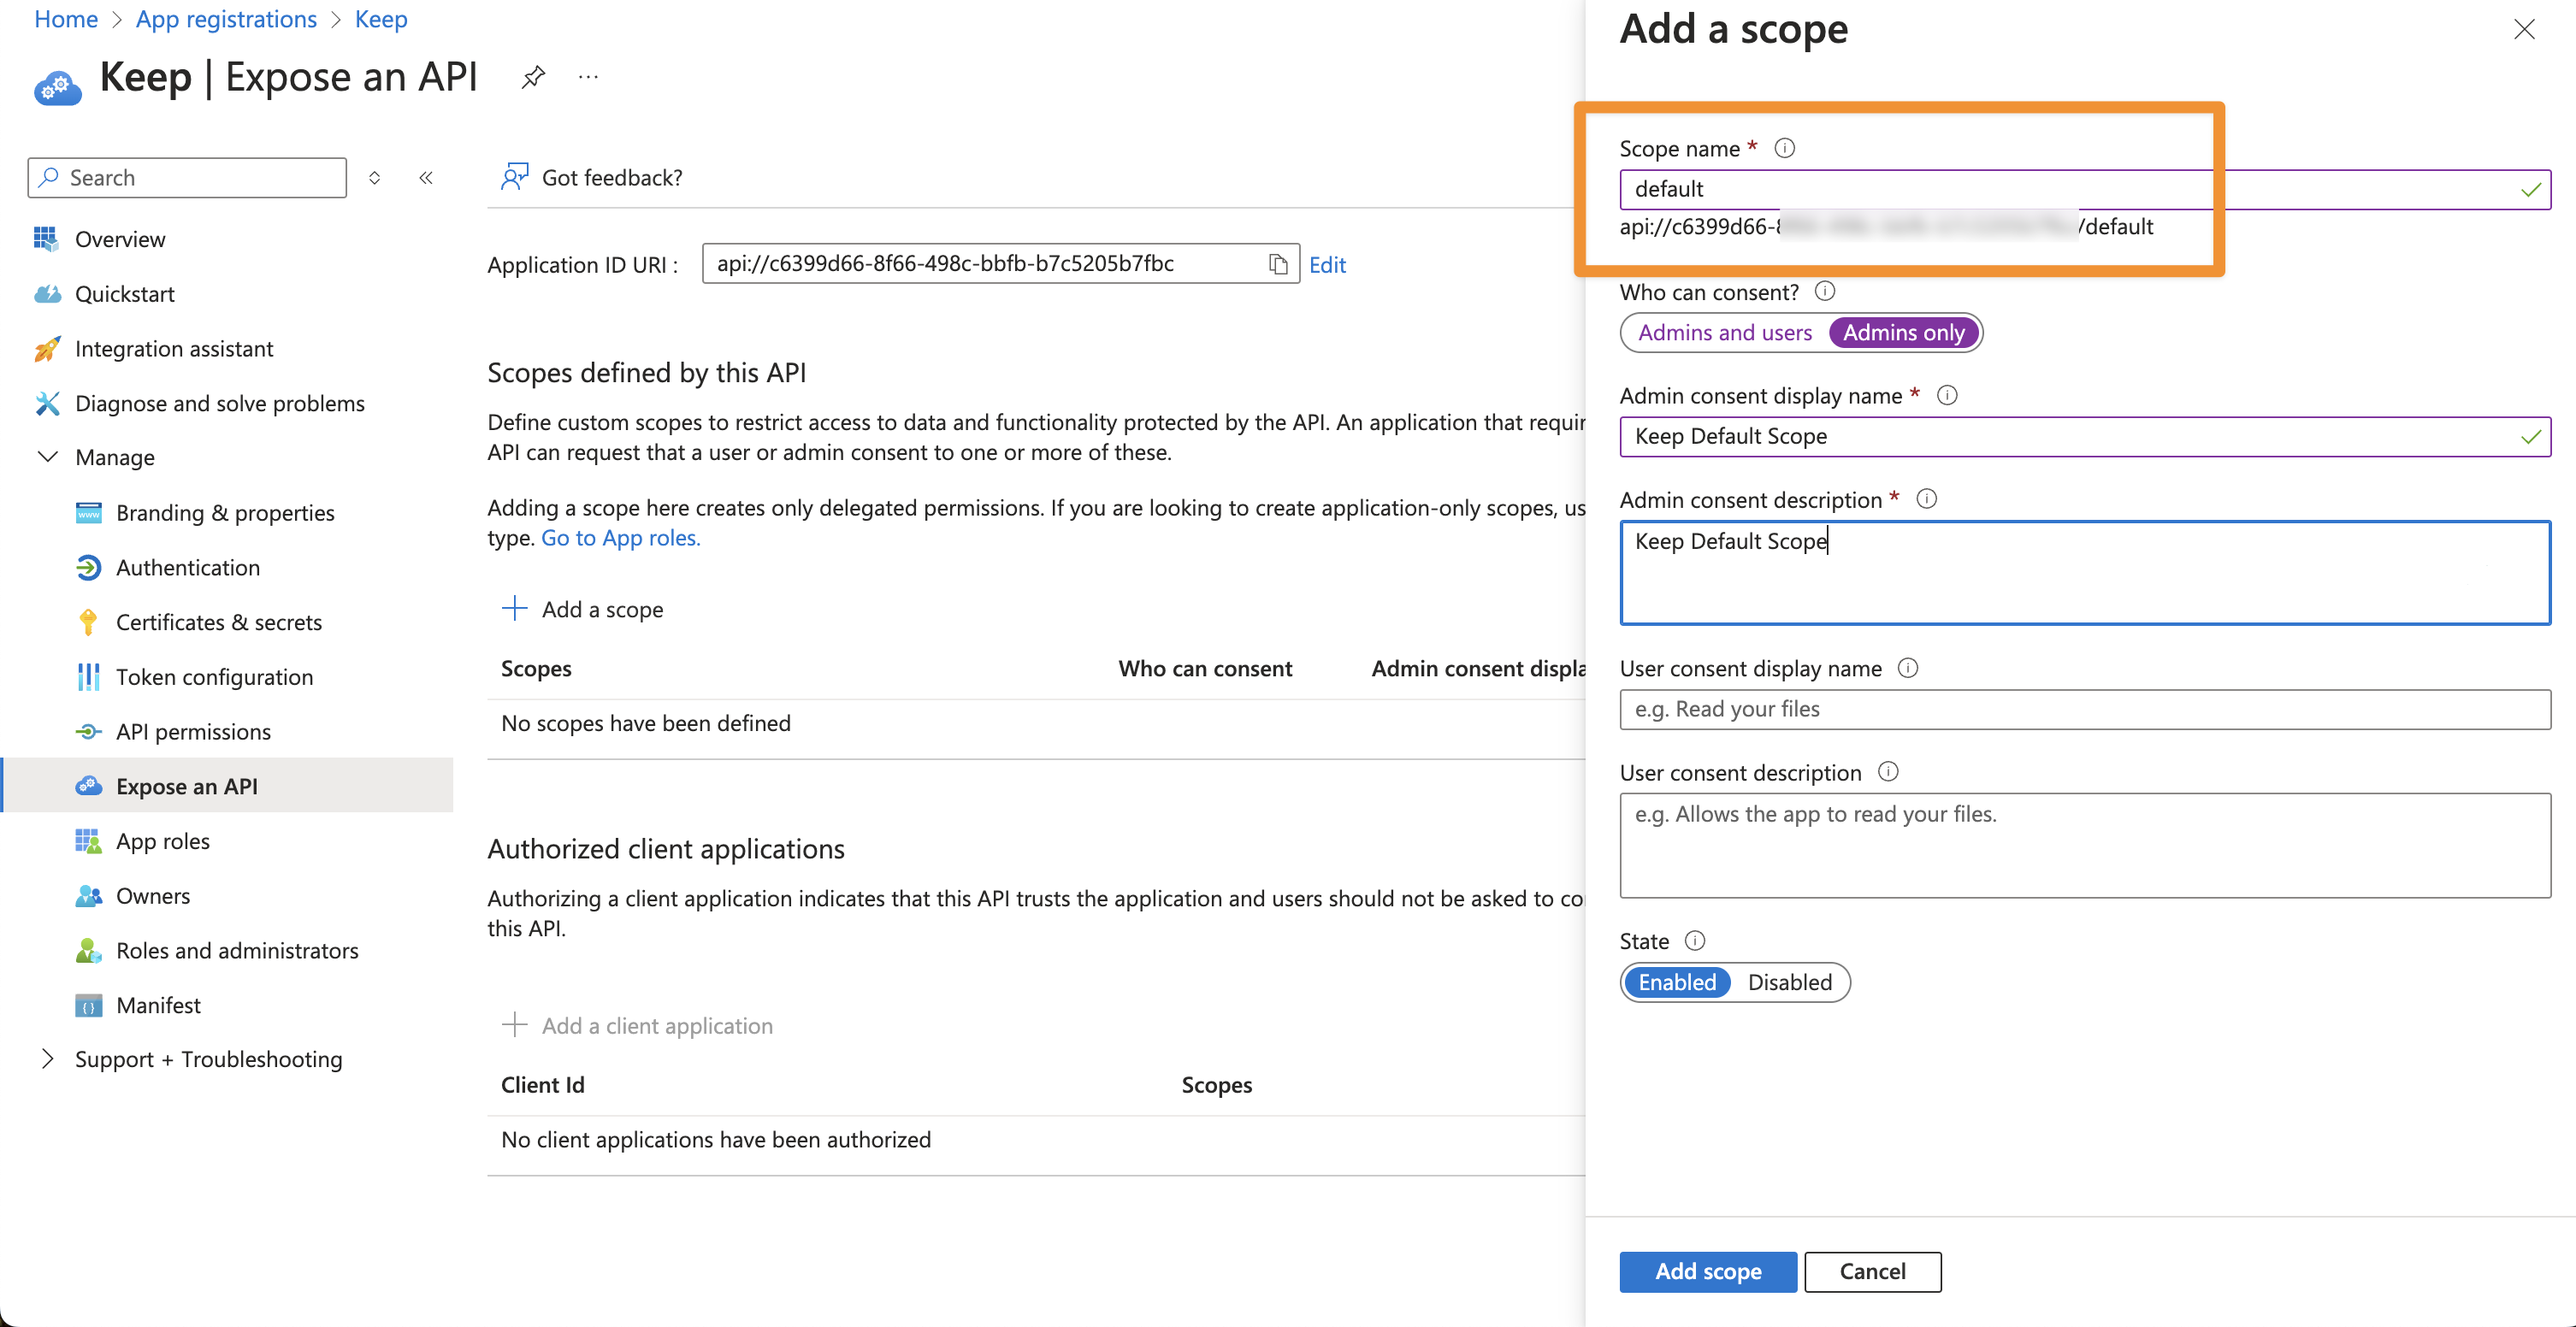 Home > App registrations > Keep
Keep | Expose an API
...
Search
Got feedback?
Overview
Quickstart
Integration assistant
Diagnose and solve problems
Manage
Branding & properties
Authentication
Certificates & secrets
Token configuration
API permissions
Expose an API
App roles
Owners
Roles and administrators
Manifest
Support + Troubleshooting
Application ID URI :
api://c6399d66-8f66-498c-bbfb-b7c5205b7fbc
Edit
Scopes defined by this API
Define custom scopes to restrict access to data and functionality protected by the API. An application that requir
API can request that a user or admin consent to one or more of these.
Adding a scope here creates only delegated permissions. If you are looking to create application-only scopes, us
type. Go to App roles.
Add a scope
Scopes Who can consent Admin consent displa
No scopes have been defined
Authorized client applications
Authorizing a client application indicates that this API trusts the application and users should not be asked to co
this API.
Add a client application
Client Id Scopes
No client applications have been authorized
Add a scope
Scope name *
default
api://c6399d66- /default
Who can consent?
Admins and users Admins only
Admin consent display name *
Keep Default Scope
Admin consent description *
Keep Default Scope
User consent display name
e.g. Read your files
User consent description
e.g. Allows the app to read your files.
State
Enabled Disabled
Add scope Cancel